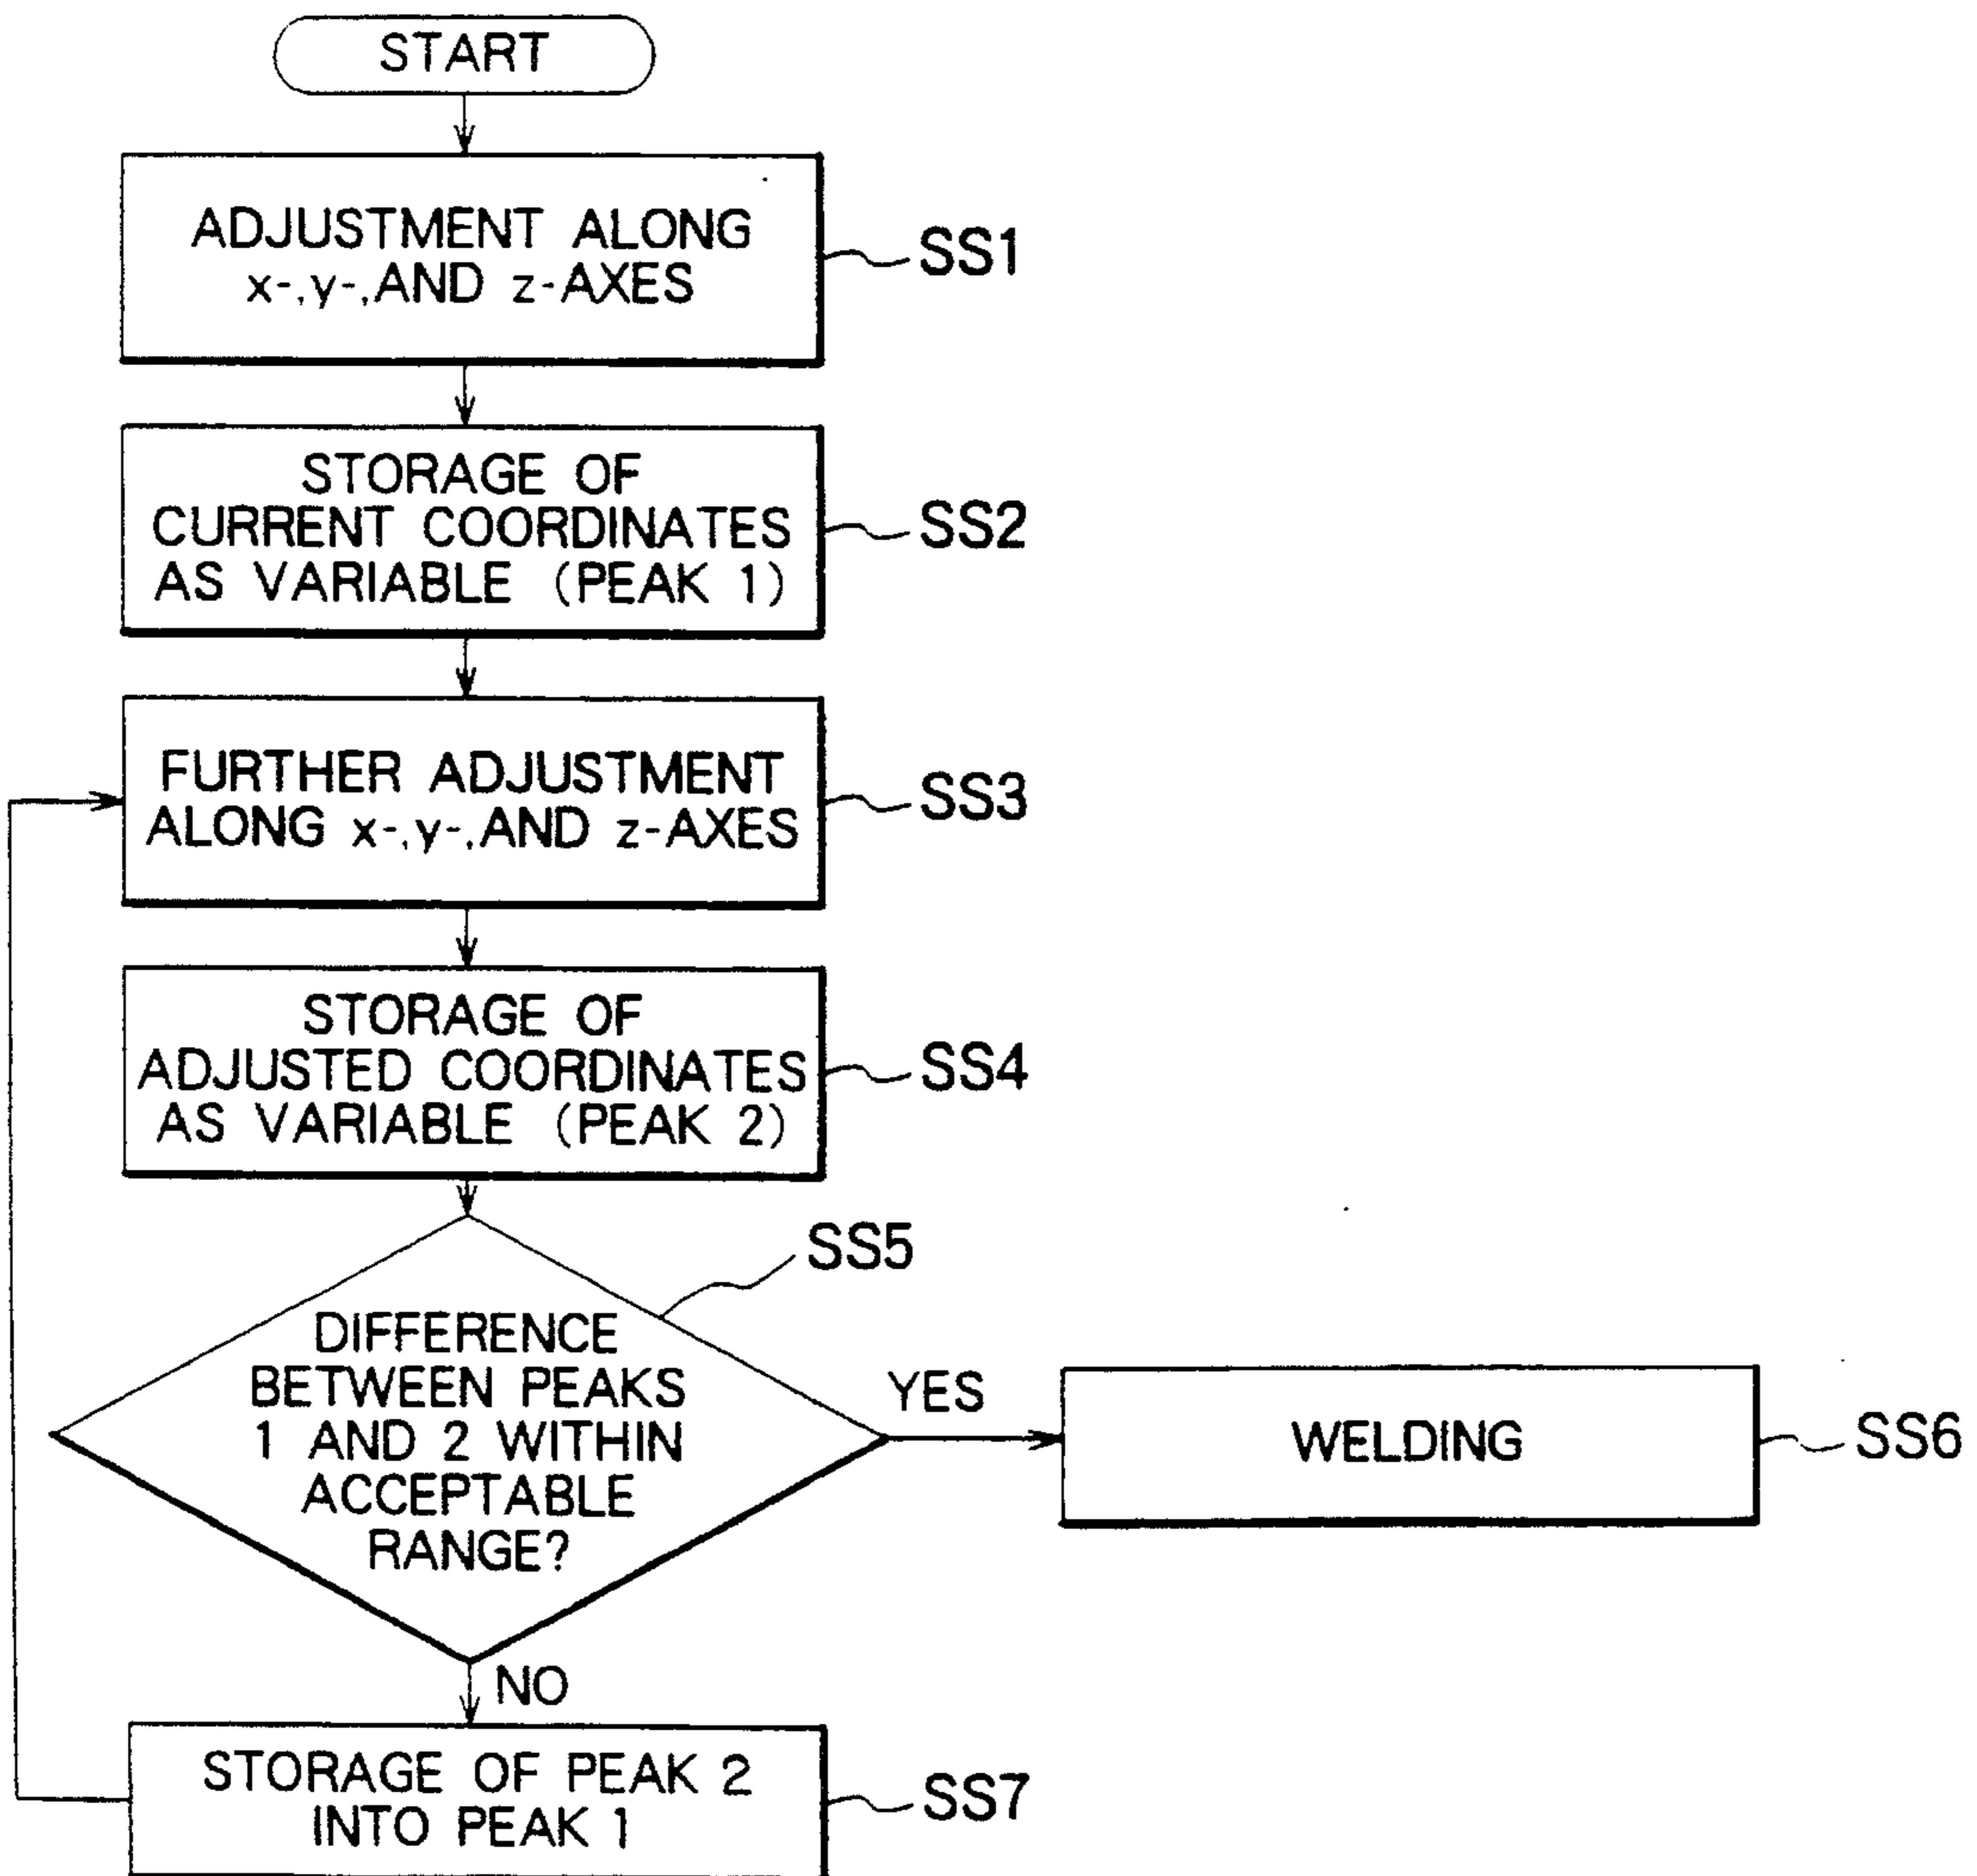 START
ADJUSTMENT ALONG
x-,y-,AND z-AXES
SS1
STORAGE OF
CURRENT COORDINATES
AS VARIABLE (PEAK 1)
SS2
FURTHER ADJUSTMENT
ALONG x-,y-,AND z-AXES
SS3
STORAGE OF
ADJUSTED COORDINATES
AS VARIABLE (PEAK 2)
SS4
SS5
DIFFERENCE
BETWEEN PEAKS
1 AND 2 WITHIN
ACCEPTABLE
RANGE?
YES
WELDING
SS6
NO
STORAGE OF PEAK 2
INTO PEAK 1
SS7